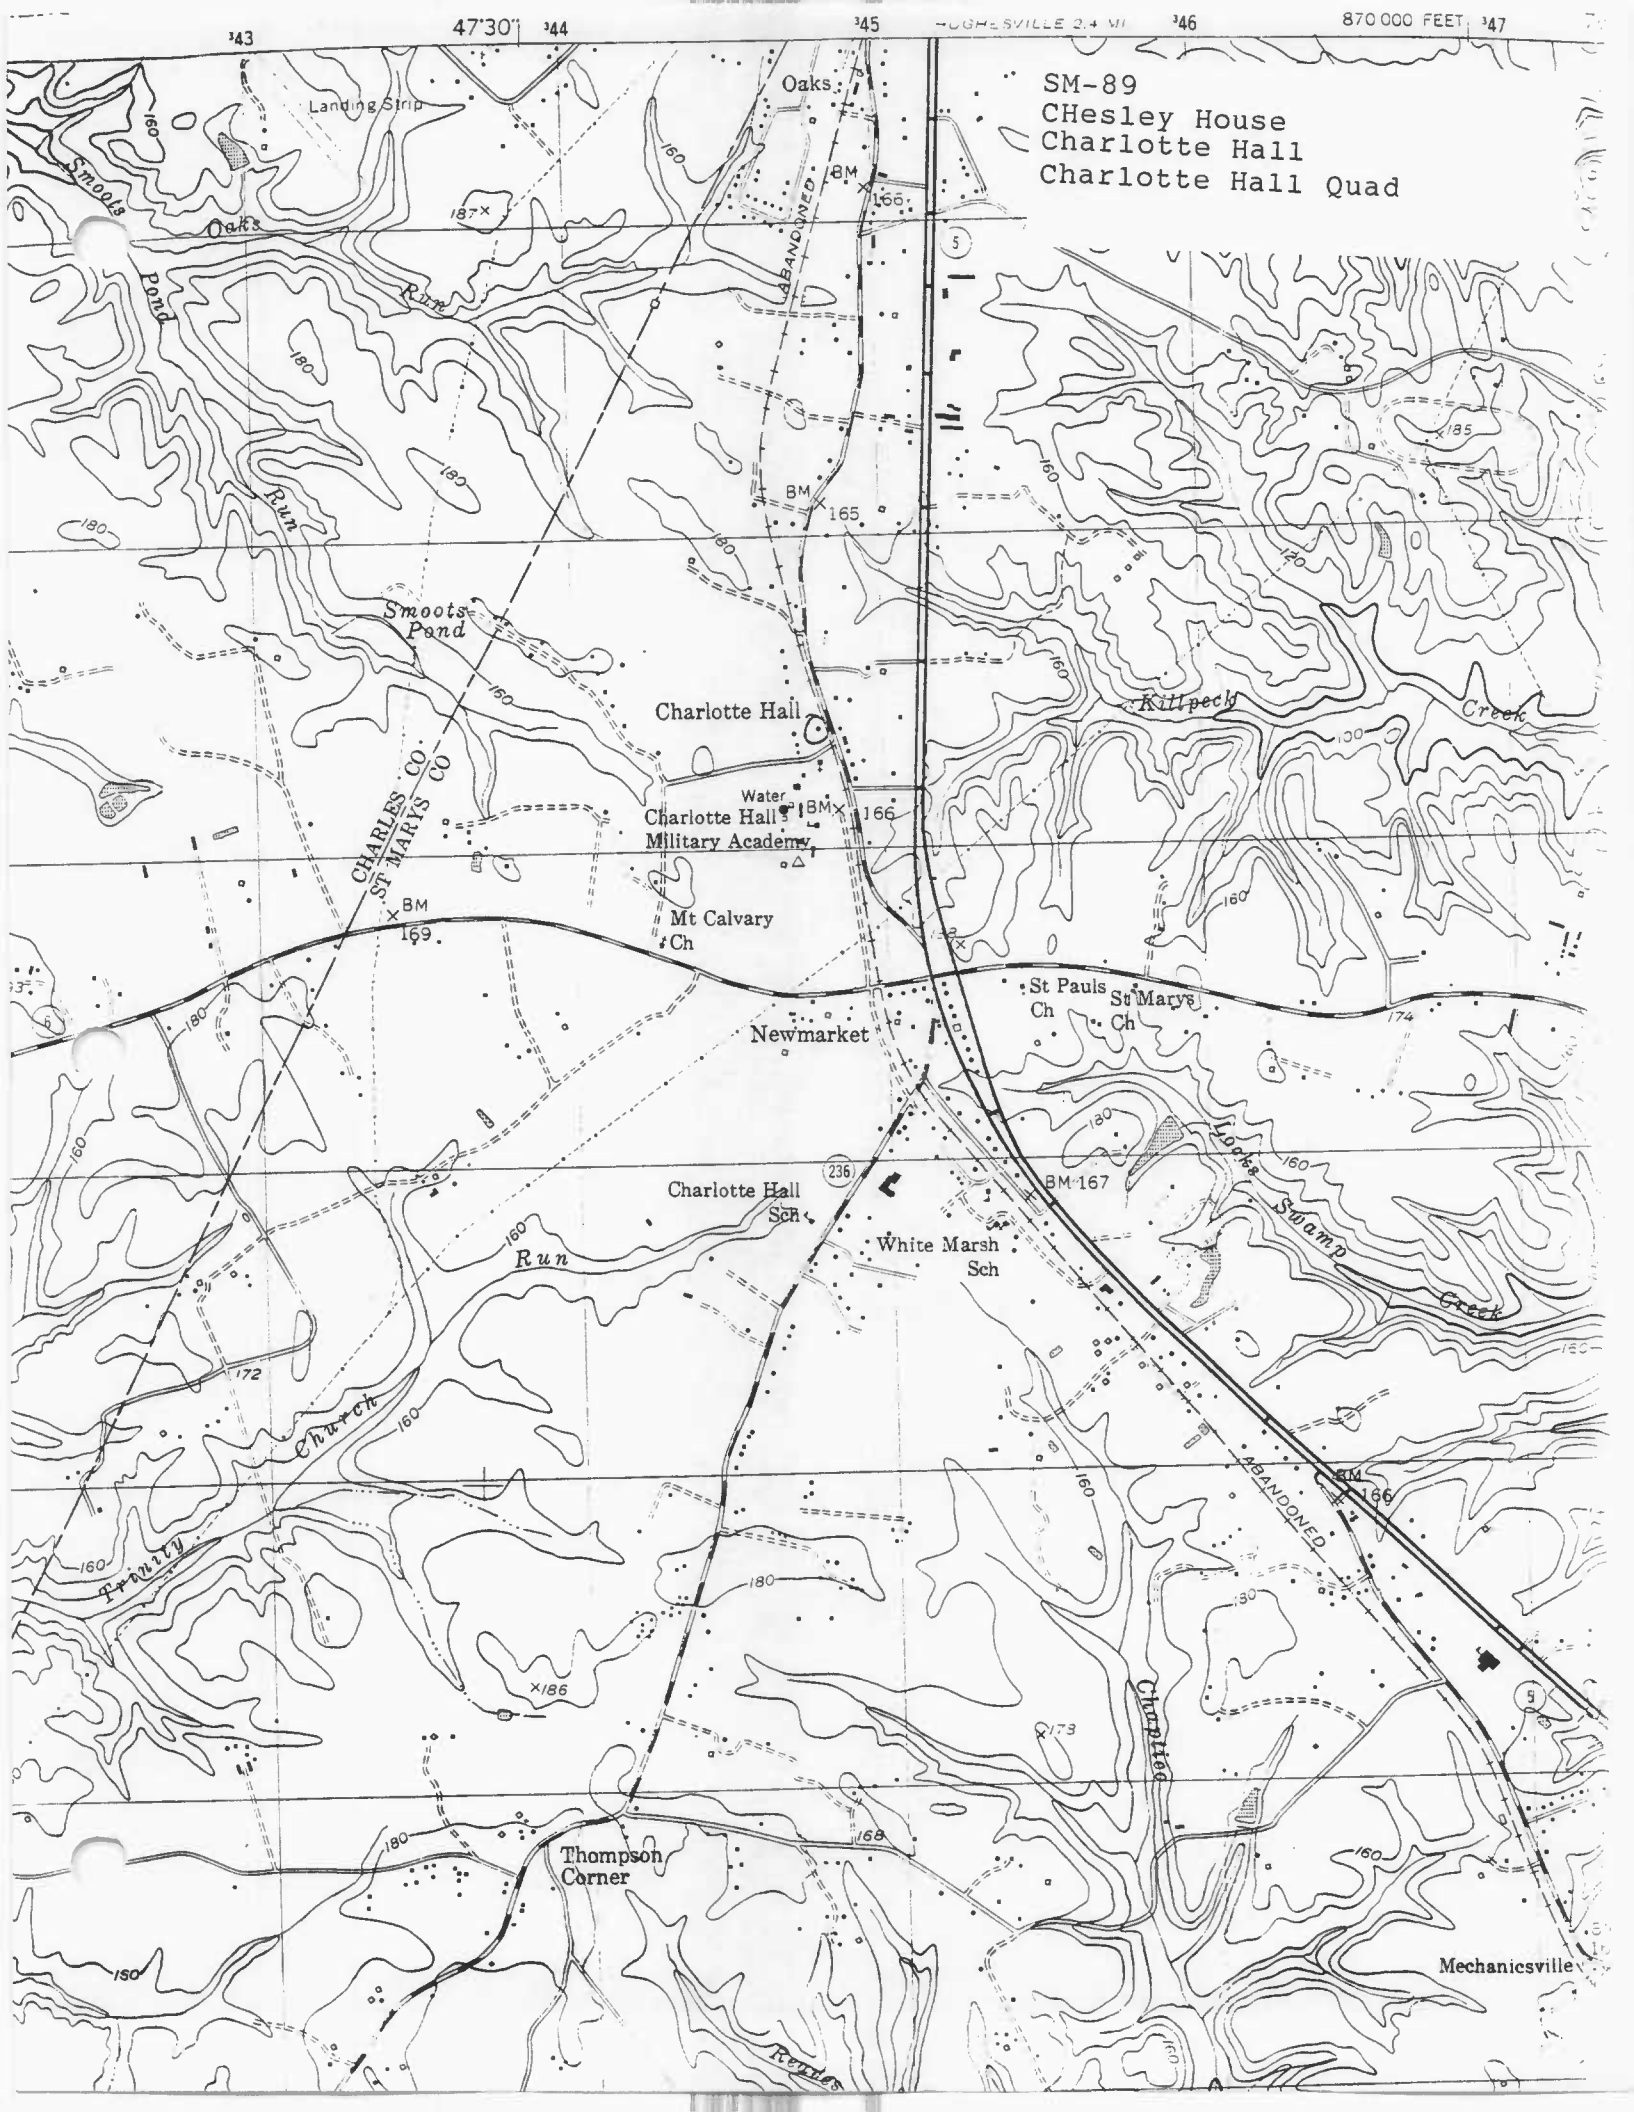 ³43
47'30"
³44
³45
HUGHESVILLE 2.4 MI
³46
870 000 FEET
³47
SM-89
CHesley House
Charlotte Hall
Charlotte Hall Quad
Oaks
Landing Strip
160
160
Smoots
BM
166
187
Oaks
ABANDONED
5
Pond
Run
180
185
180
160
BM
165
Run
180
180
120
Smoots
Pond
160
160
Killpeck
Creek
Charlotte Hall
100
CHARLES CO.
ST MARYS CO
Water
BM
166
Charlotte Hall
Military Academy
160
BM
169
Mt Calvary
Ch
St Pauls
Ch
St Marys
Ch
174
180
6
Newmarket
160
180
Looks
160
236
BM 167
Charlotte Hall
Sch
Swamp
160
Run
White Marsh
Sch
Creek
160
172
Church
160
160
ABANDONED
BM
166
160
Trinity
180
180
186
Chaptico
173
5
180
168
160
Thompson
Corner
150
Mechanicsville
160
Reades